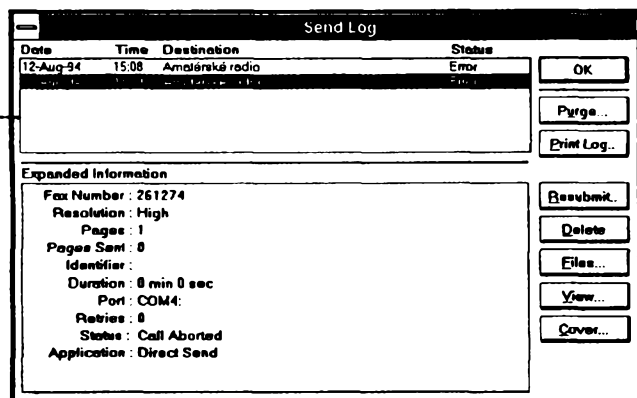 Send Log
Date Time Destination Status
12-Aug-94 15:08 Amatérské radio Error
OK
Purge...
Print Log..
Expanded Information
Fax Number : 261274
Resolution : High
Pages : 1
Pages Sent : 0
Identifier :
Duration : 0 min 0 sec
Port : COM4:
Retries : 0
Status : Call Aborted
Application : Direct Send
Resubmit..
Delete
Files...
View...
Cover...